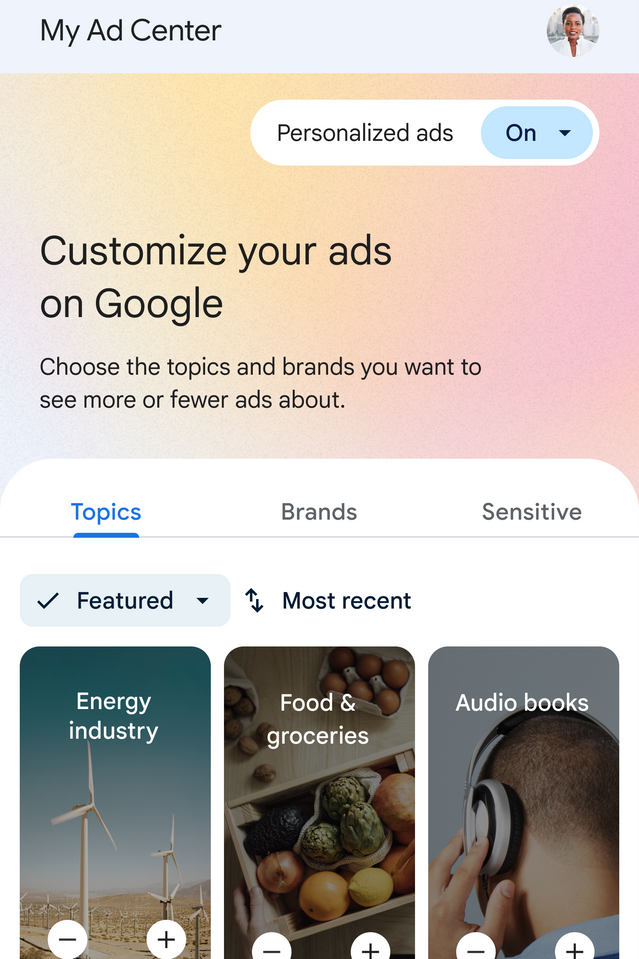 My Ad Center
Personalized ads On
Customize your ads
on Google
Choose the topics and brands you want to
see more or fewer ads about.
Topics Brands Sensitive
Featured Most recent
Energy
industry
Food &
groceries
Audio books